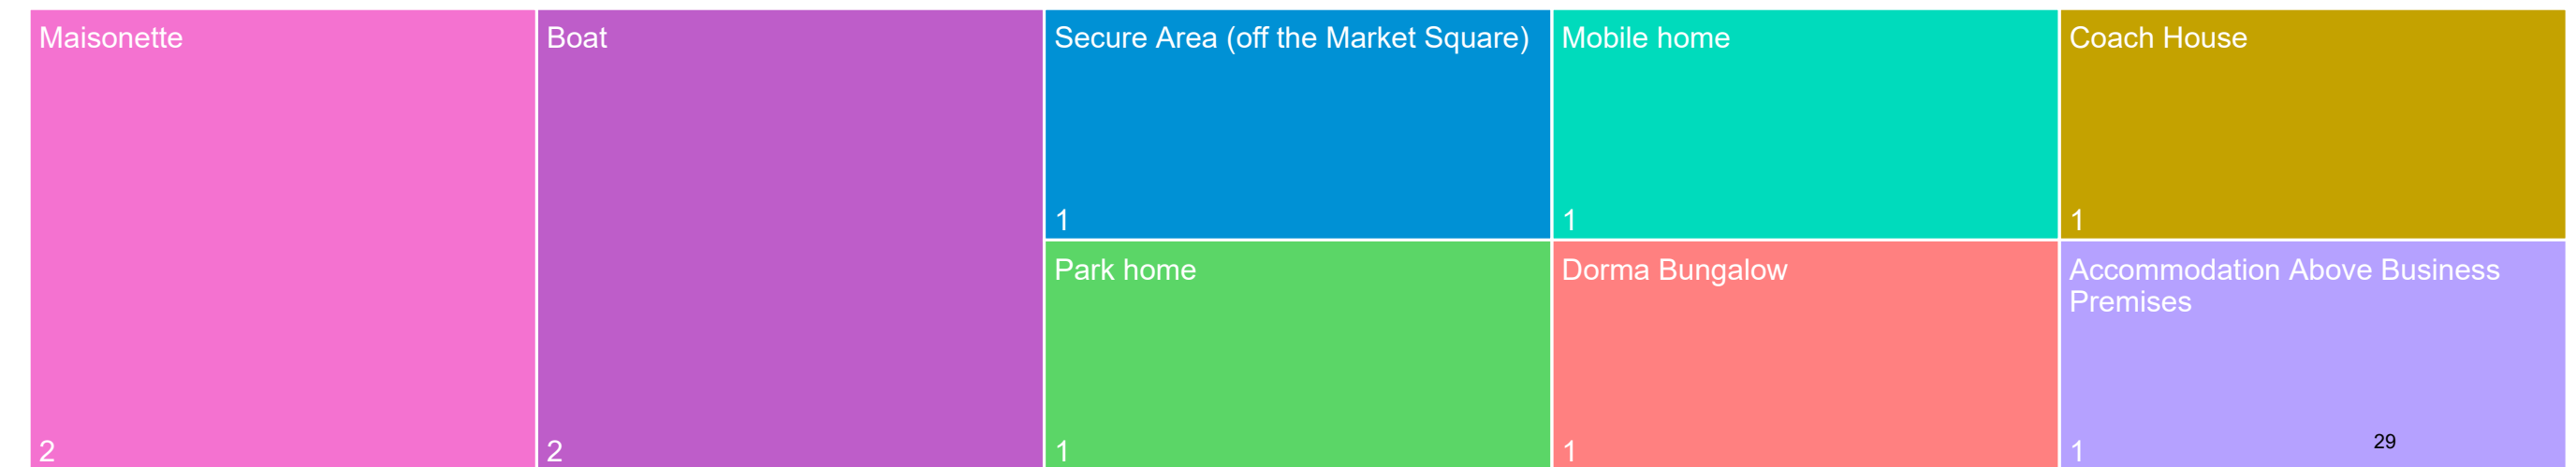 Maisonette
2
Boat
2
Secure Area (off the Market Square)
1
Mobile home
1
Coach House
1
Park home
1
Dorma Bungalow
1
Accommodation Above Business
Premises
1
29